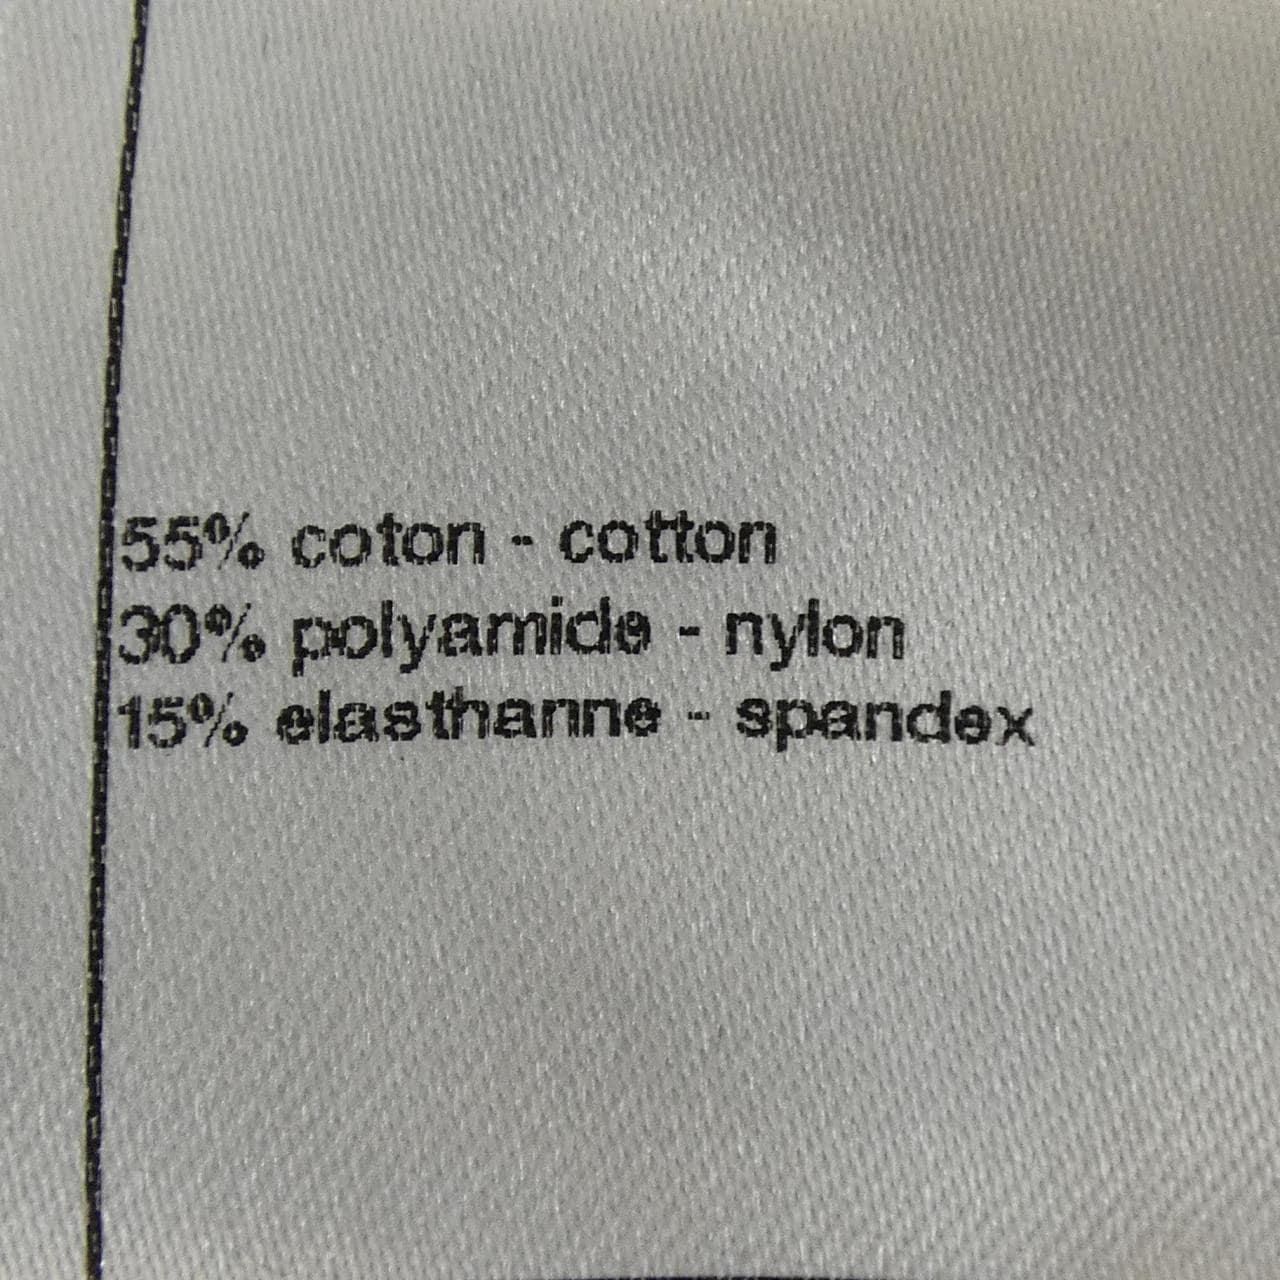 55% coton - cotton
30% polyamide - nylon
15% elasthanne - spandex